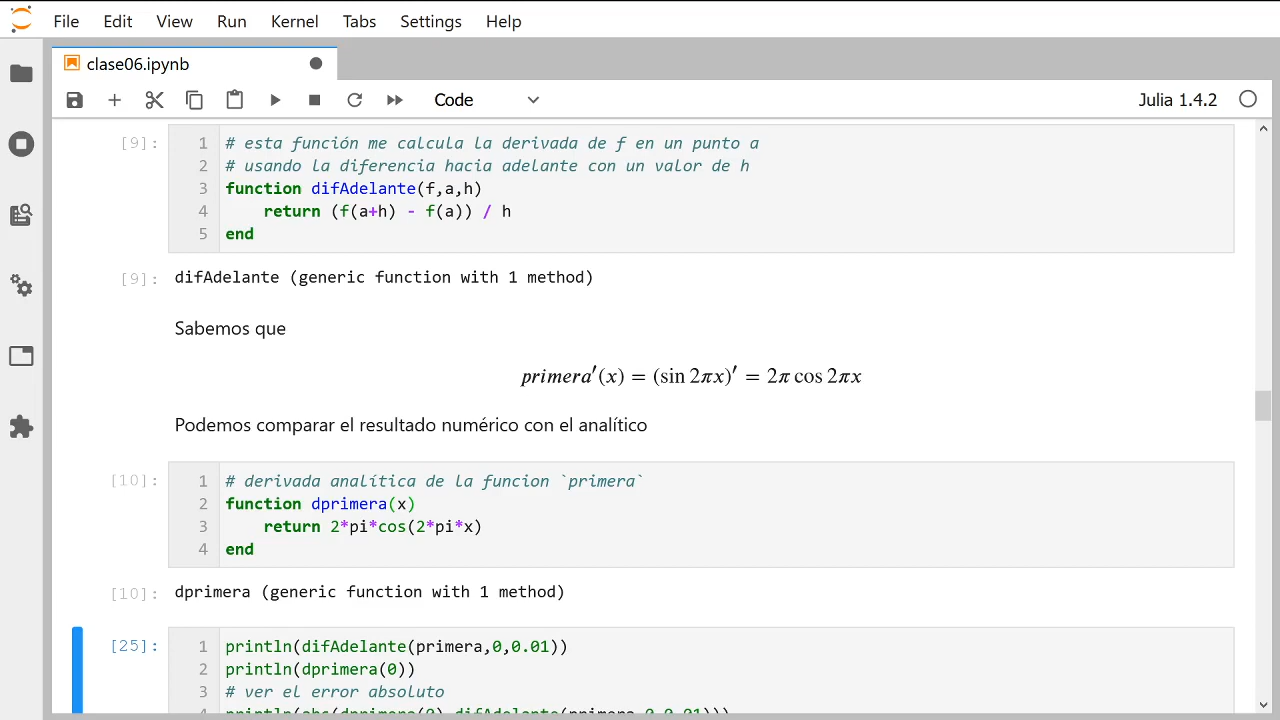 File Edit View Run Kernel Tabs Settings Help
clase06.ipynb
Code
Julia 1.4.2
[9]:
1 # esta función me calcula la derivada de f en un punto a
2 # usando la diferencia hacia adelante con un valor de h
3 function difAdelante(f,a,h)
4 return (f(a+h) - f(a)) / h
5 end
[9]: difAdelante (generic function with 1 method)
Sabemos que
primera′(x) = (sin 2πx)′ = 2π cos 2πx
Podemos comparar el resultado numérico con el analítico
[10]:
1 # derivada analítica de la funcion `primera`
2 function dprimera(x)
3 return 2*pi*cos(2*pi*x)
4 end
[10]: dprimera (generic function with 1 method)
[25]:
1 println(difAdelante(primera,0,0.01))
2 println(dprimera(0))
3 # ver el error absoluto
4 println(abs(dprimera(0)-difAdelante(primera,0,0.01)))